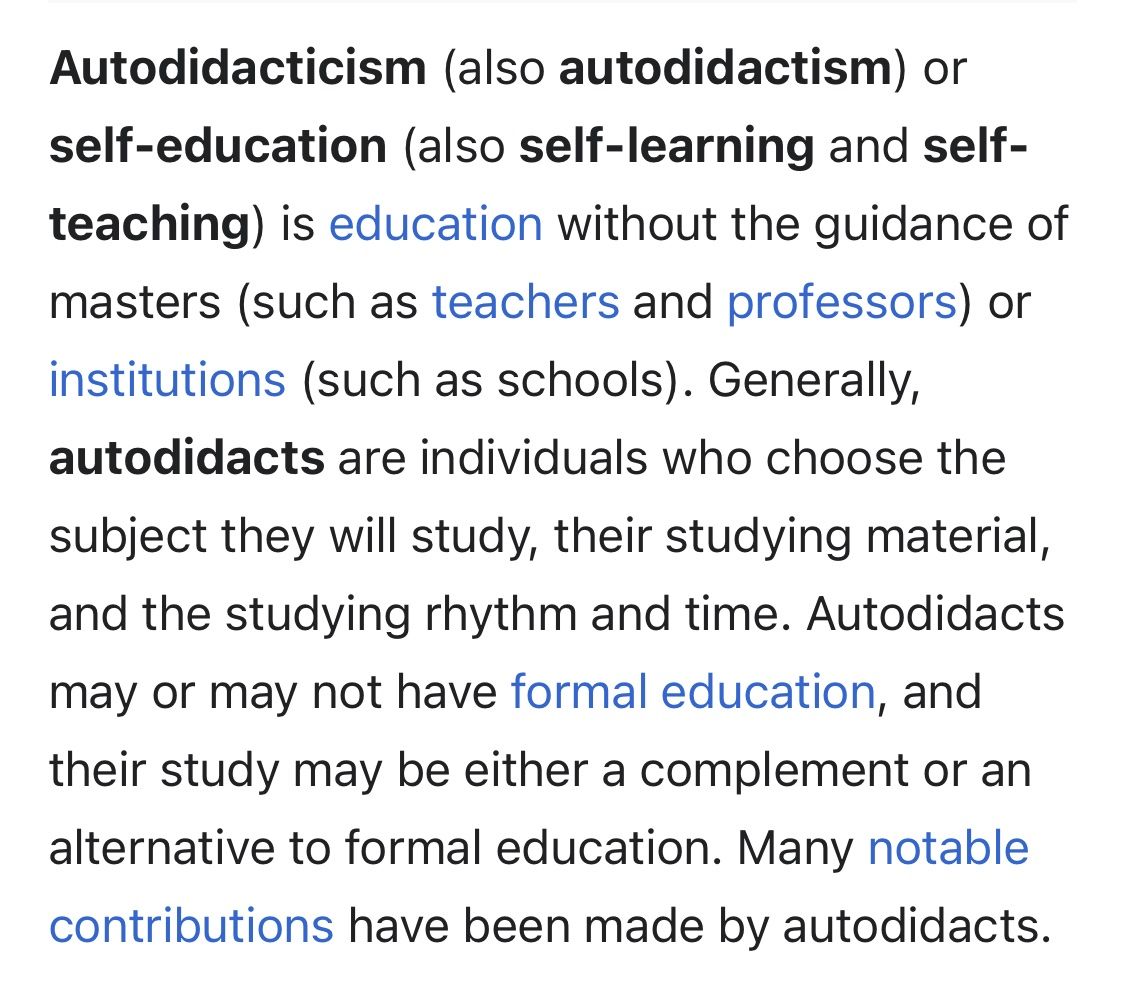 Autodidacticism (also autodidactism) or
self-education (also self-learning and self-
teaching) is education without the guidance of
masters (such as teachers and professors) or
institutions (such as schools). Generally,
autodidacts are individuals who choose the
subject they will study, their studying material,
and the studying rhythm and time. Autodidacts
may or may not have formal education, and
their study may be either a complement or an
alternative to formal education. Many notable
contributions have been made by autodidacts.